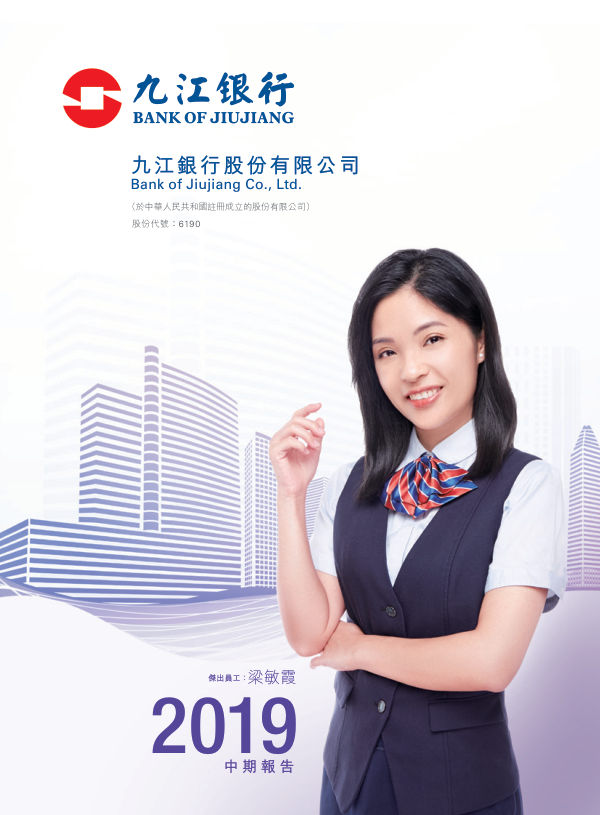 九江银行
BANK OF JIUJIANG
九江銀行股份有限公司
Bank of Jiujiang Co., Ltd.
（於中華人民共和國註冊成立的股份有限公司）
股份代號：6190
傑出員工：梁敏霞
2019
中期報告